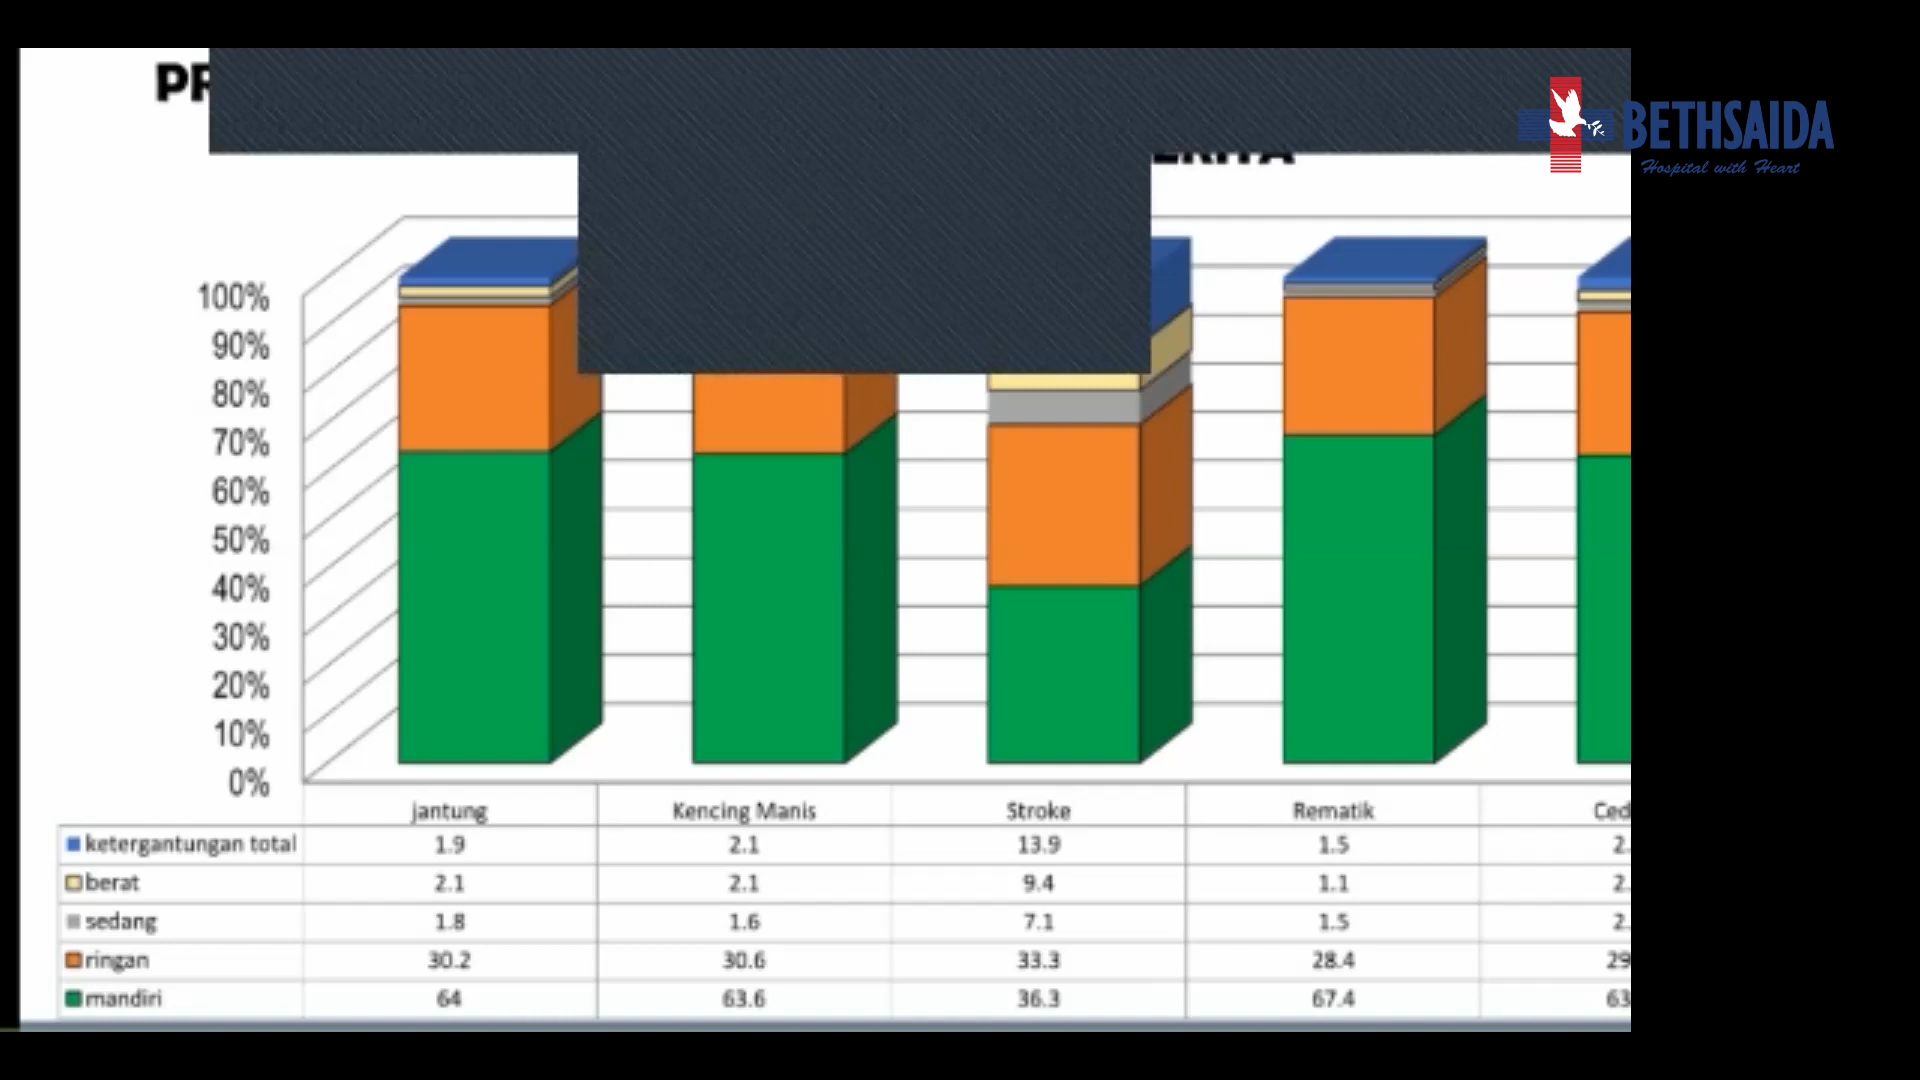 BETHSAIDA
Hospital with Heart
100%
90%
80%
70%
60%
50%
40%
30%
20%
10%
0%
jantung Kencing Manis Stroke Rematik
ketergantungan total 1.9 2.1 13.9 1.5
berat 2.1 2.1 9.4 1.1
sedang 1.8 1.6 7.1 1.5
ringan 30.2 30.6 33.3 28.4
mandiri 64 63.6 36.3 67.4